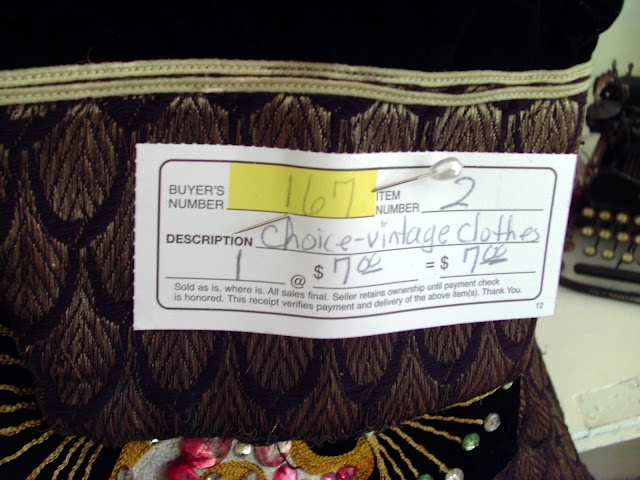 BUYER'S NUMBER 167 ITEM NUMBER 2
DESCRIPTION Choice-vintage clothes
1 @ $ 7.00 = $ 7.00
Sold as is, where is. All sales final. Seller retains ownership until payment check
is honored. This receipt verifies payment and delivery of the above item(s). Thank You.
12